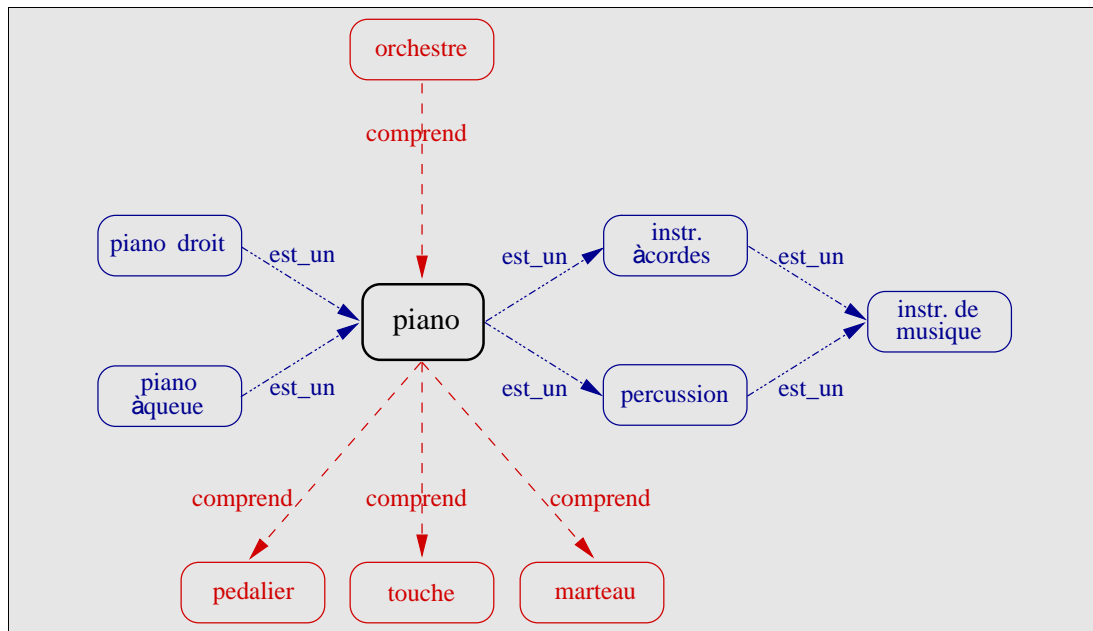 orchestre
comprend
piano droit
est_un
est_un
instr.
àcordes
est_un
piano
instr. de
musique
piano
àqueue
est_un
est_un
percussion
est_un
comprend
comprend
comprend
pedalier
touche
marteau